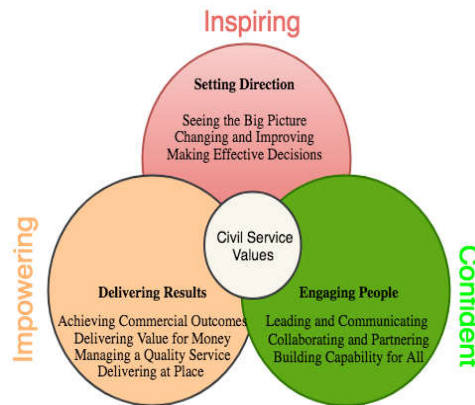 Inspiring
Setting Direction
Seeing the Big Picture
Changing and Improving
Making Effective Decisions
Empowering
Civil Service
Values
Confident
Delivering Results
Achieving Commercial Outcomes
Delivering Value for Money
Managing a Quality Service
Delivering at Place
Engaging People
Leading and Communicating
Collaborating and Partnering
Building Capability for All